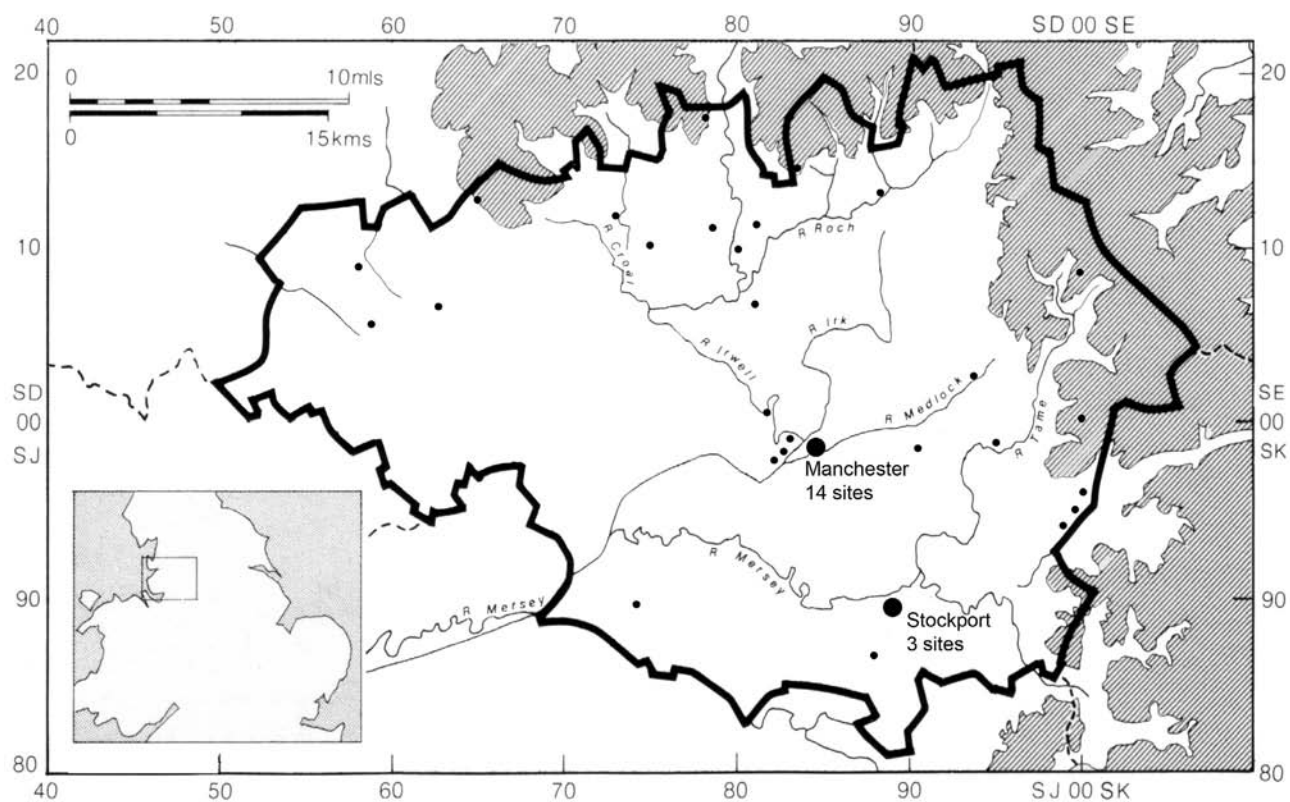 40 50 60 70 80 90 SD 00 SE
20 20
0 10mls
0 15kms
10 10
R Croal
R Roch
R Irk
R Irwell
R Medlock
R Tame
SD SE
00 00
SJ SK
Manchester
14 sites
R Mersey
R Mersey
90 90
Stockport
3 sites
80 80
40 50 60 70 80 90 SJ 00 SK